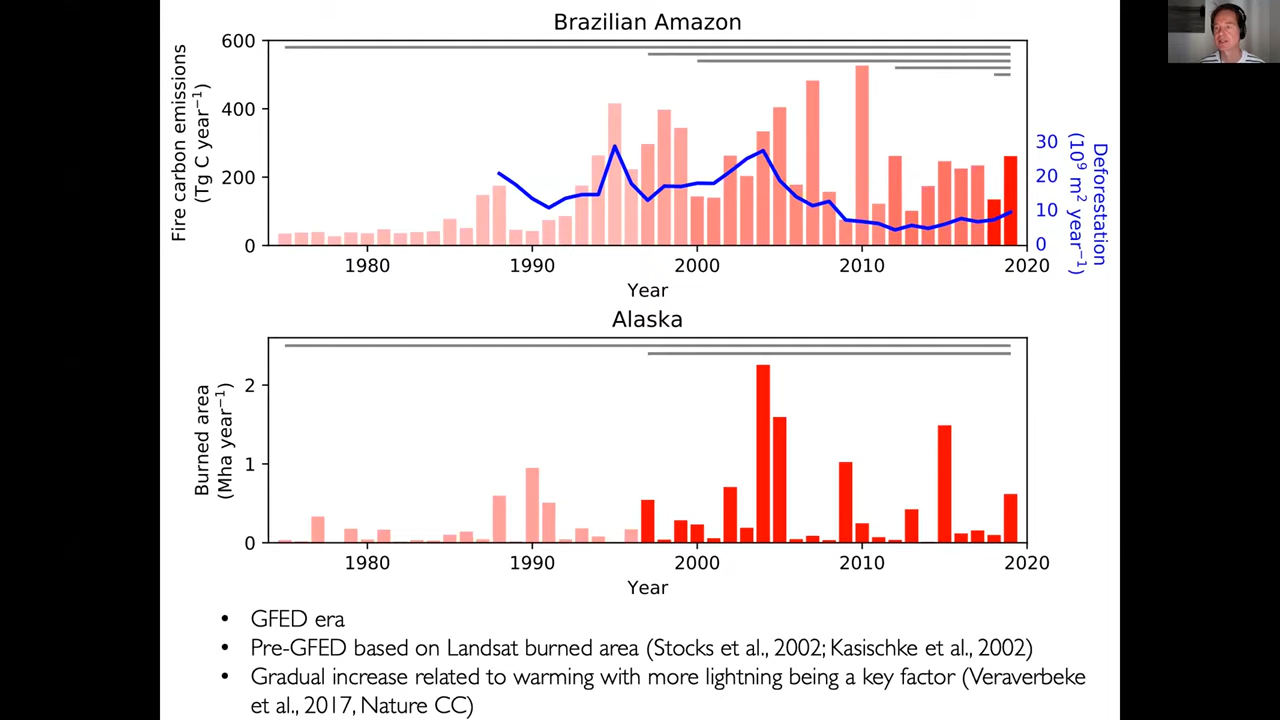 Brazilian Amazon
Fire carbon emissions
(Tg C year⁻¹)
600
400
200
0
30
20
10
0
Deforestation
(10⁹ m² year⁻¹)
1980
1990
2000
2010
2020
Year
Alaska
Burned area
(Mha year⁻¹)
2
1
0
1980
1990
2000
2010
2020
Year
• GFED era
• Pre-GFED based on Landsat burned area (Stocks et al., 2002; Kasischke et al., 2002)
• Gradual increase related to warming with more lightning being a key factor (Veraverbeke
et al., 2017, Nature CC)